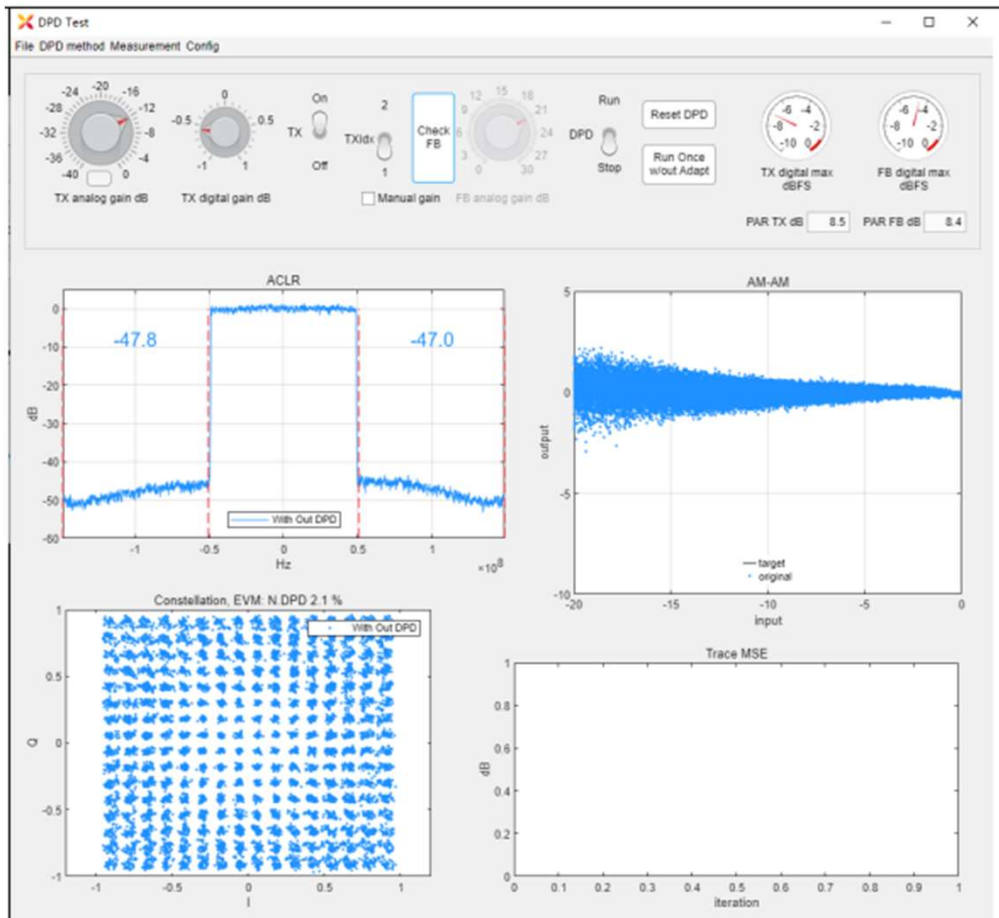 DPD Test
File DPD method Measurement Config
-40 -36 -32 -28 -24 -20 -16 -12 -8 -4 0
TX analog gain dB
-1 -0.5 0 0.5 1
TX digital gain dB
On
TX
Off
2
TXIdx
1
Check
FB
Manual gain
0 3 6 9 12 15 18 21 24 27 30
FB analog gain dB
Run
DPD
Stop
Reset DPD
Run Once
w/out Adapt
-10 -8 -6 -4 -2 0
TX digital max
dBFS
-10 -8 -6 -4 -2 0
FB digital max
dBFS
PAR TX dB 8.5 PAR FB dB 8.4
ACLR
0
-10
-20
-30
-40
-50
-60
dB
-47.8 -47.0
With Out DPD
-1 -0.5 0 0.5 1
Hz
×10⁸
AM-AM
5
0
-5
-10
output
target
original
-20 -15 -10 -5 0
input
Constellation, EVM: N.DPD 2.1 %
With Out DPD
1
0.5
0
-0.5
-1
Q
-1 -0.5 0 0.5 1
I
Trace MSE
1
0.8
0.6
0.4
0.2
0
dB
0 0.1 0.2 0.3 0.4 0.5 0.6 0.7 0.8 0.9 1
iteration